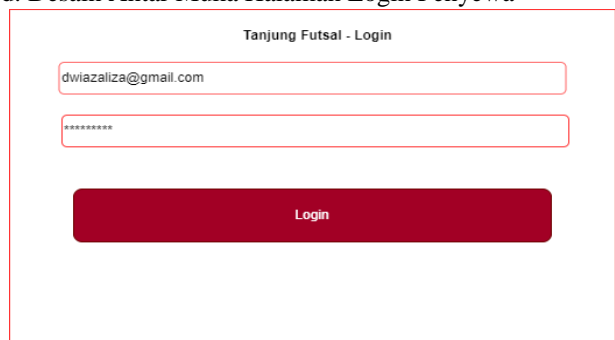 d. Desain Antar Muka Halaman Login Penyewa
Tanjung Futsal - Login
dwiazaliza@gmail.com
*********
Login